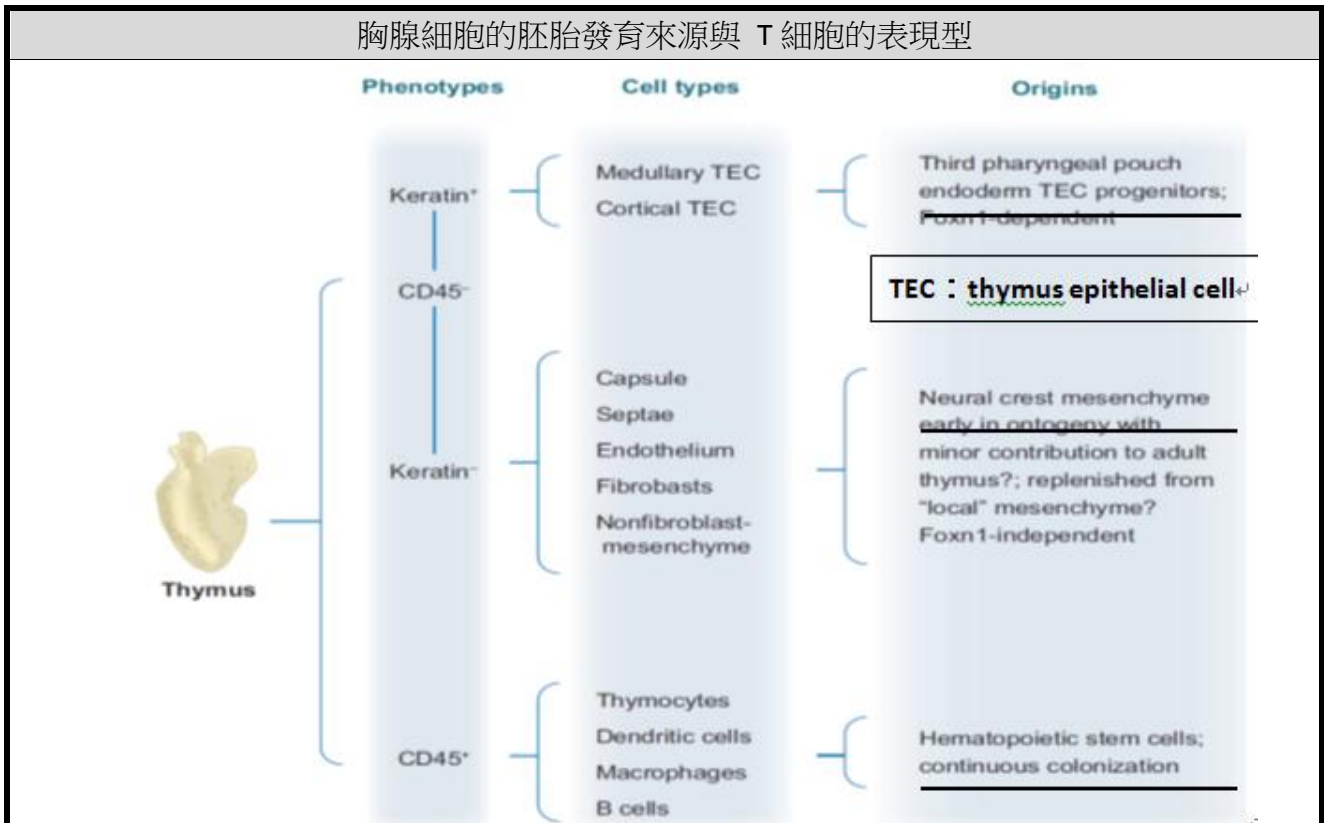 胸腺細胞的胚胎發育來源與 T 細胞的表現型
Phenotypes
Cell types
Origins
Keratin⁺
Medullary TEC
Cortical TEC
Third pharyngeal pouch
endoderm TEC progenitors;
Foxn1-dependent
TEC：thymus epithelial cell
CD45⁻
Keratin⁻
Capsule
Septae
Endothelium
Fibrobasts
Nonfibroblast-
mesenchyme
Neural crest mesenchyme
early in ontogeny with
minor contribution to adult
thymus?; replenished from
"local" mesenchyme?
Foxn1-independent
Thymus
CD45⁺
Thymocytes
Dendritic cells
Macrophages
B cells
Hematopoietic stem cells;
continuous colonization